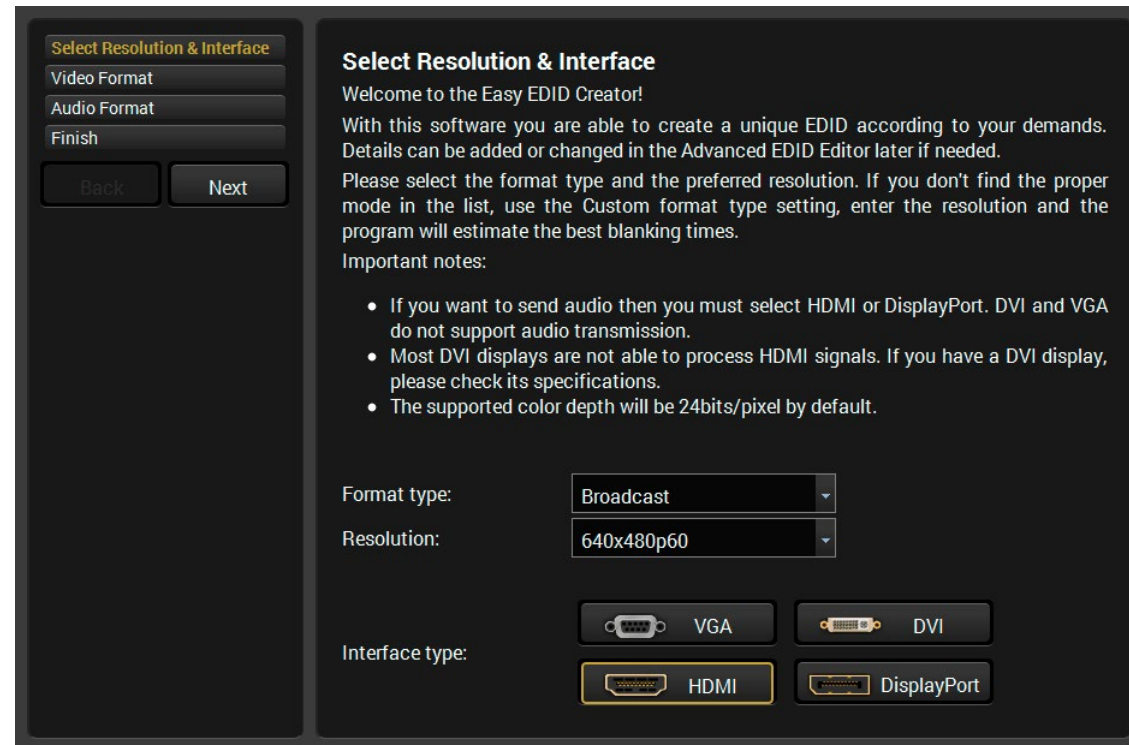 Select Resolution & Interface
Video Format
Audio Format
Finish
Back
Next
Select Resolution & Interface
Welcome to the Easy EDID Creator!
With this software you are able to create a unique EDID according to your demands.
Details can be added or changed in the Advanced EDID Editor later if needed.
Please select the format type and the preferred resolution. If you don't find the proper
mode in the list, use the Custom format type setting, enter the resolution and the
program will estimate the best blanking times.
Important notes:
• If you want to send audio then you must select HDMI or DisplayPort. DVI and VGA
do not support audio transmission.
• Most DVI displays are not able to process HDMI signals. If you have a DVI display,
please check its specifications.
• The supported color depth will be 24bits/pixel by default.
Format type:
Broadcast
Resolution:
640x480p60
Interface type:
VGA
DVI
HDMI
DisplayPort